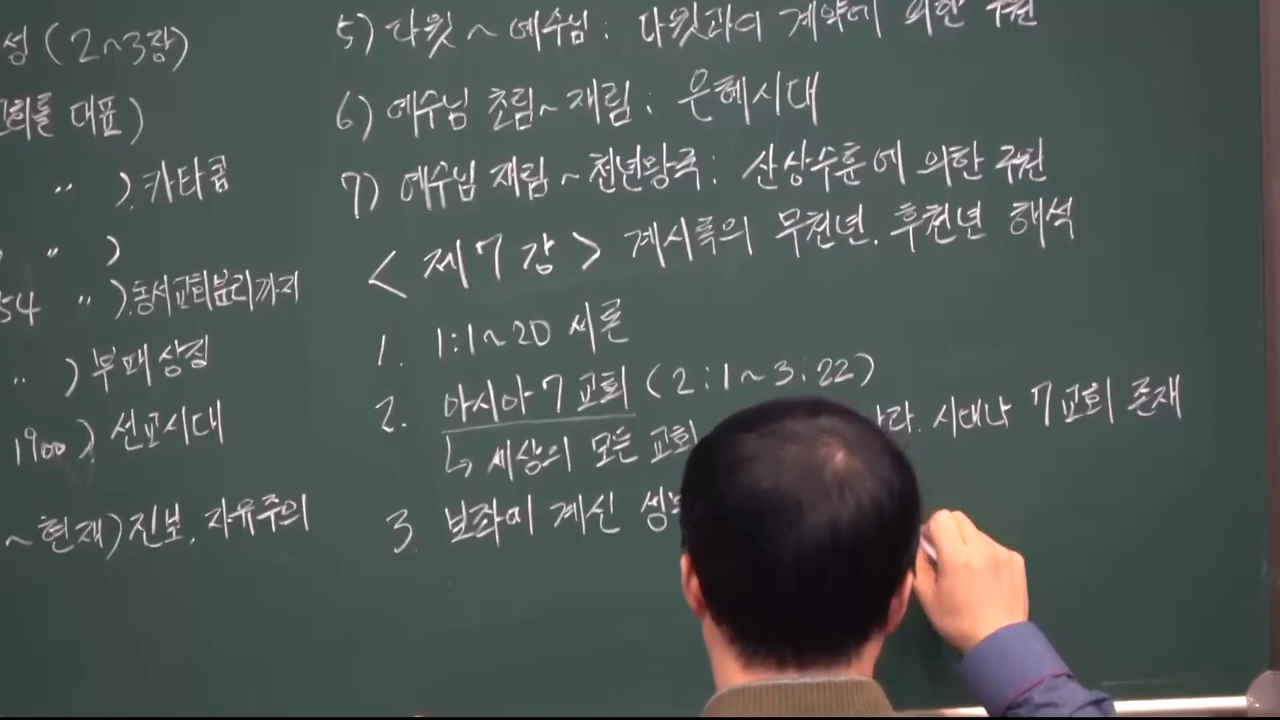 성 (2~3장)
교회를 대표)
〃 ). 카타콤
〃 )
54 〃 ). 동서교회분리까지
〃 ) 부패상징
1900 ). 선교시대
~현재) 진보. 자유주의
5) 다윗 ~ 예수님 : 다윗과의 계약에 의한 구원
6) 예수님 초림~재림 : 은혜시대
7) 예수님 재림 ~ 천년왕국 : 산상수훈에 의한 구원
< 제7강 > 계시록의 무천년. 후천년 해석
1. 1:1~20 서론
2. 아시아 7 교회 (2:1~3:22)
↳ 세상의 모든 교회 라. 시대나 7교회 존재
3. 보좌에 계신 성